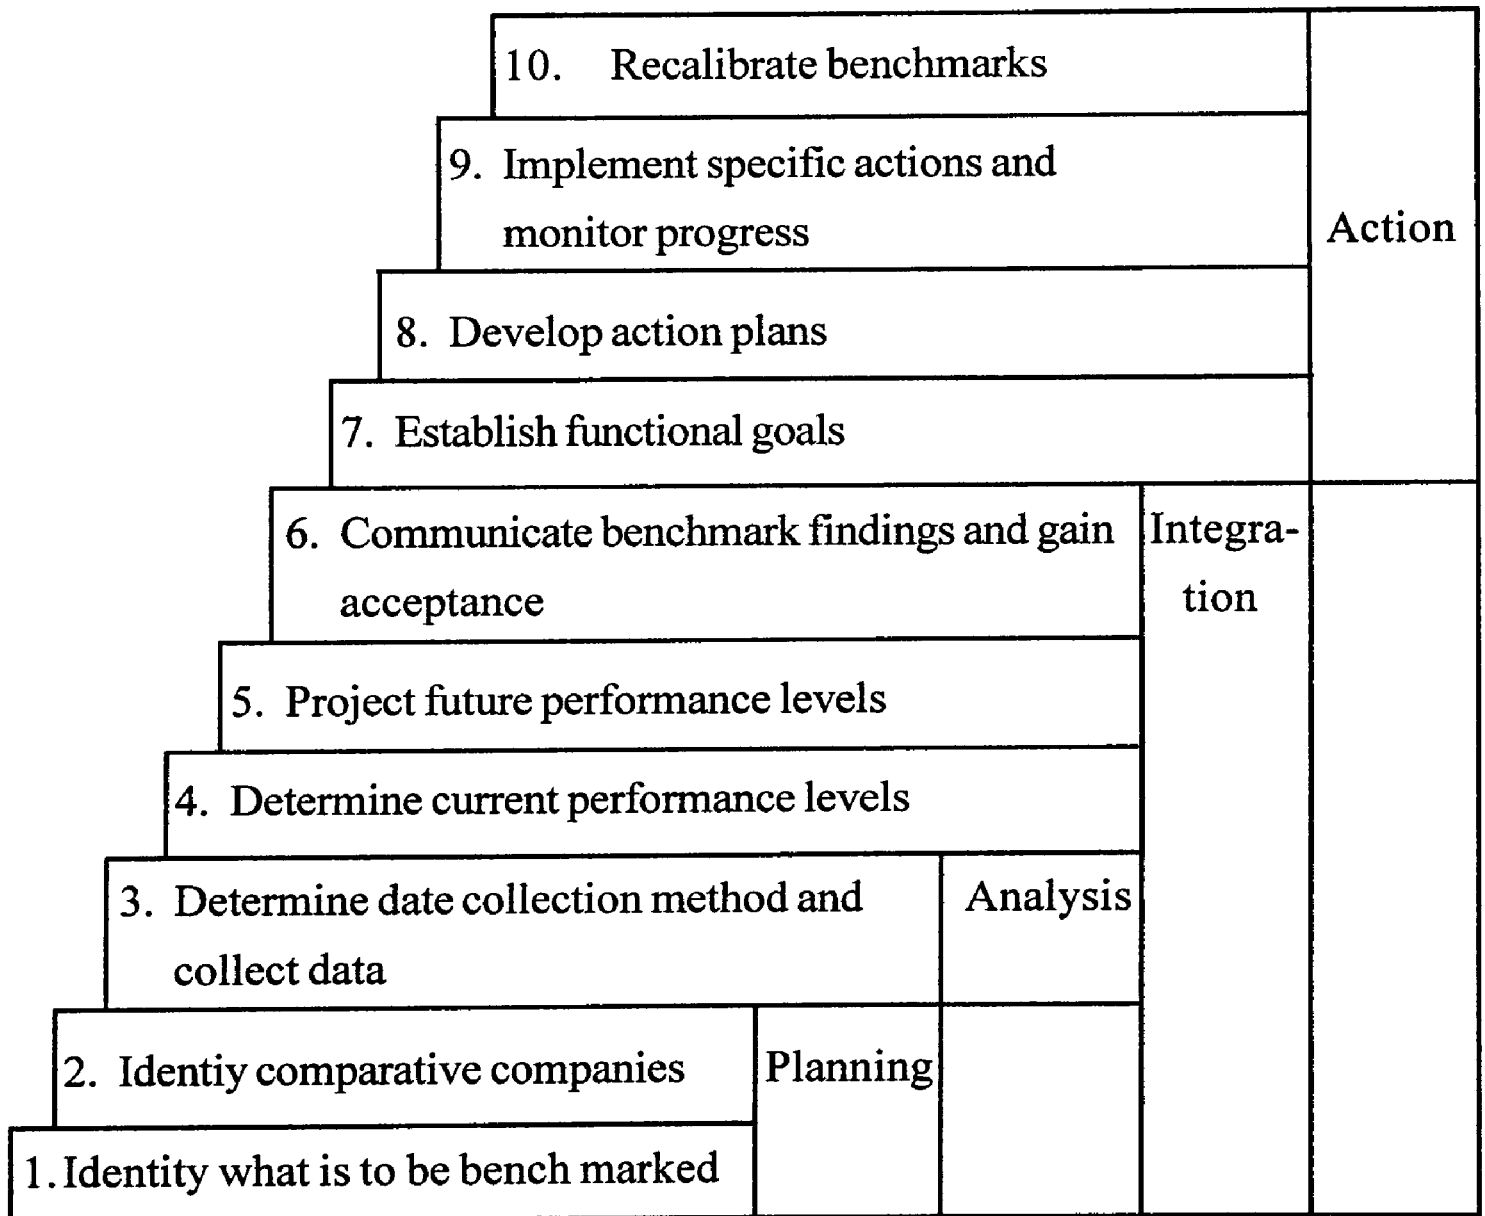 10. Recalibrate benchmarks
9. Implement specific actions and
monitor progress
Action
8. Develop action plans
7. Establish functional goals
6. Communicate benchmark findings and gain
acceptance
Integra-
tion
5. Project future performance levels
4. Determine current performance levels
3. Determine date collection method and
collect data
Analysis
2. Identiy comparative companies
Planning
1. Identity what is to be bench marked